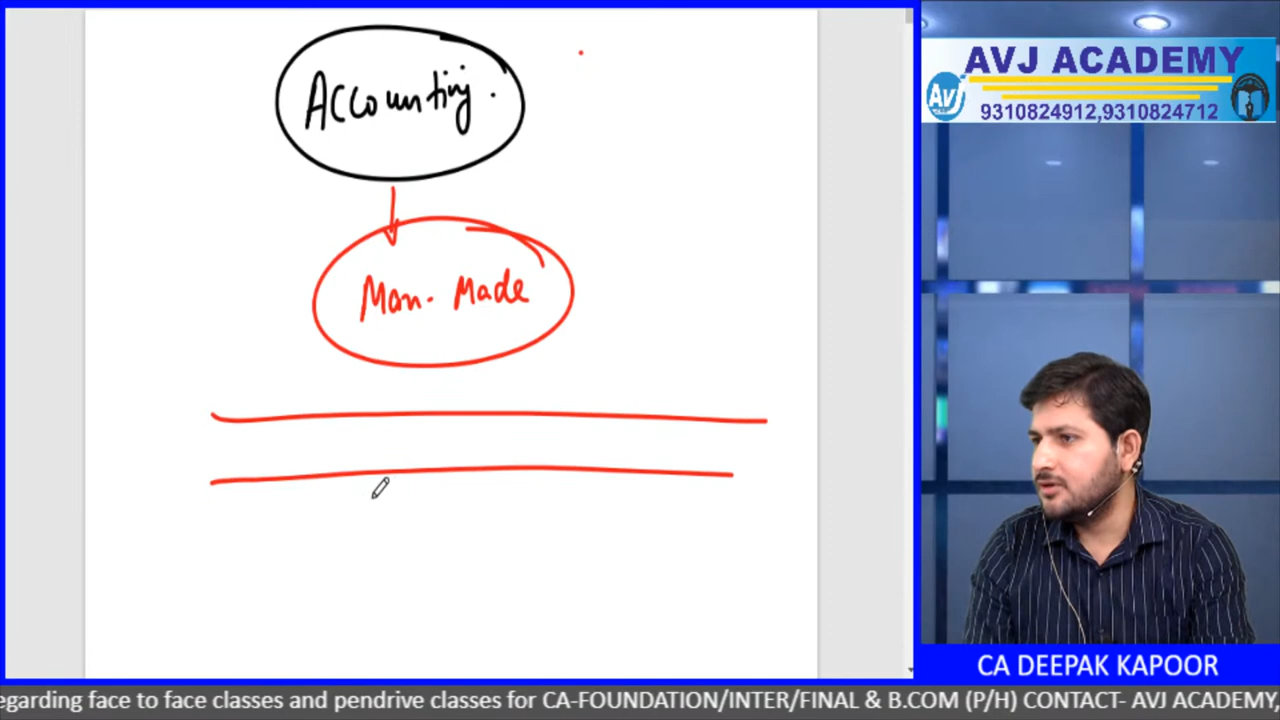 Accounting.
Man. Made
AVJ ACADEMY
AVJ
9310824912,9310824712
CA DEEPAK KAPOOR
egarding face to face classes and pendrive classes for CA-FOUNDATION/INTER/FINAL & B.COM (P/H) CONTACT- AVJ ACADEMY,